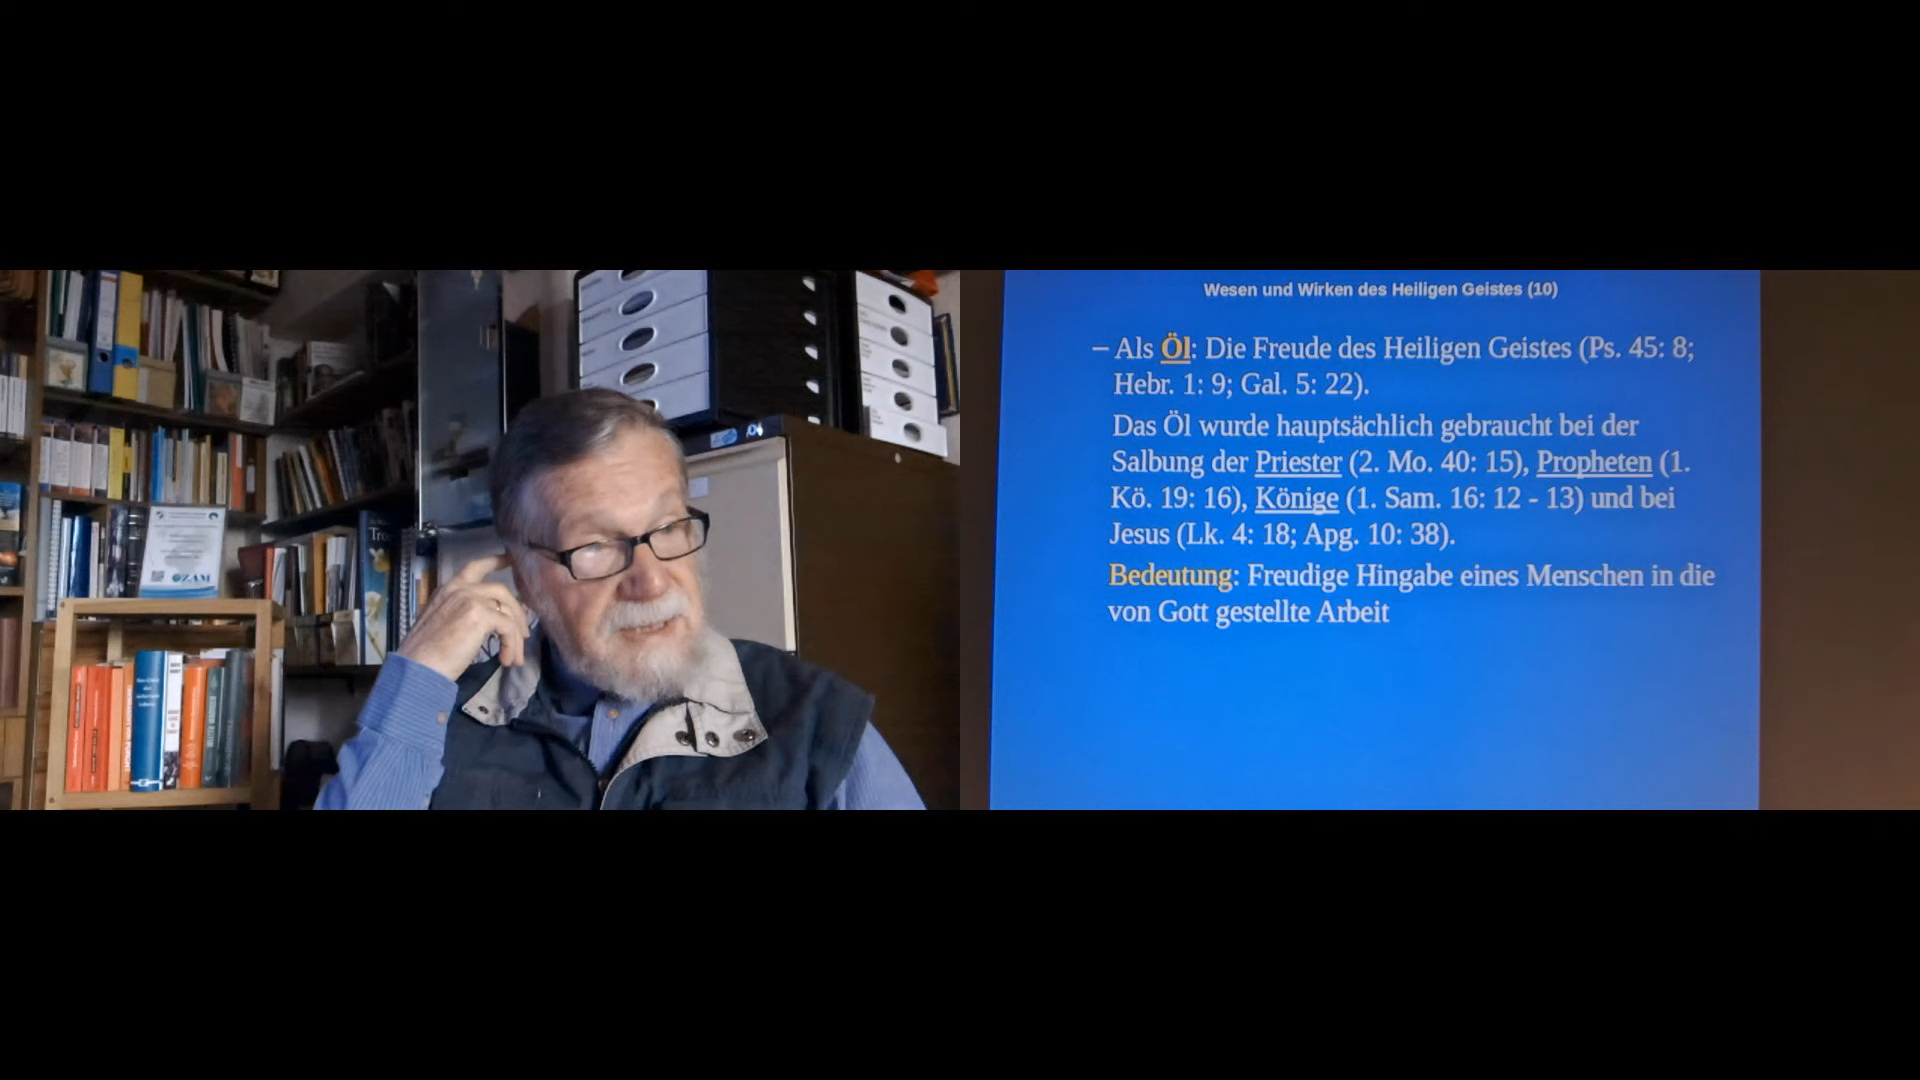 Wesen und Wirken des Heiligen Geistes (10)
– Als Öl: Die Freude des Heiligen Geistes (Ps. 45: 8;
Hebr. 1: 9; Gal. 5: 22).
Das Öl wurde hauptsächlich gebraucht bei der
Salbung der Priester (2. Mo. 40: 15), Propheten (1.
Kö. 19: 16), Könige (1. Sam. 16: 12 - 13) und bei
Jesus (Lk. 4: 18; Apg. 10: 38).
Bedeutung: Freudige Hingabe eines Menschen in die
von Gott gestellte Arbeit